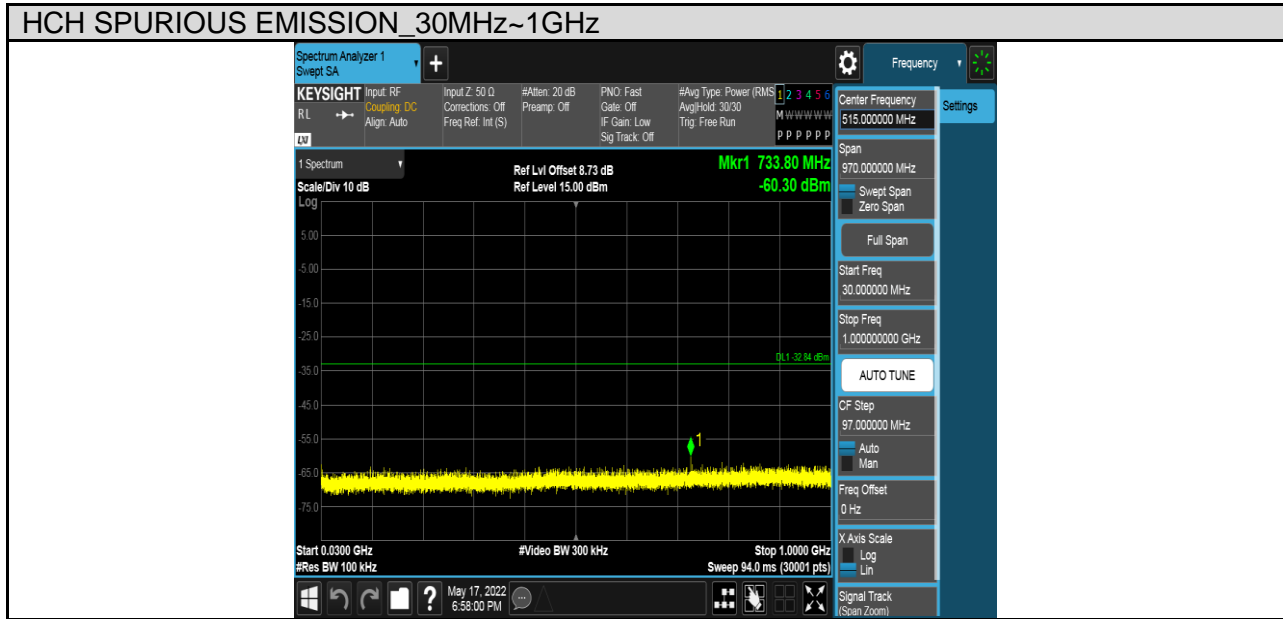 HCH SPURIOUS EMISSION_30MHz~1GHz
Spectrum Analyzer 1
Swept SA
+
Frequency
KEYSIGHT
RL
LXI
Input: RF
Coupling: DC
Align: Auto
Input Z: 50 Ω
Corrections: Off
Freq Ref: Int (S)
#Atten: 20 dB
Preamp: Off
PNO: Fast
Gate: Off
IF Gain: Low
Sig Track: Off
#Avg Type: Power (RMS
Avg|Hold: 30/30
Trig: Free Run
1 2 3 4 5 6
M W W W W W
P P P P P P
1 Spectrum
Scale/Div 10 dB
Log
Ref Lvl Offset 8.73 dB
Ref Level 15.00 dBm
Mkr1 733.80 MHz
-60.30 dBm
5.00
-5.00
-15.0
-25.0
DL1 -32.84 dBm
-35.0
-45.0
-55.0
1
-65.0
-75.0
Start 0.0300 GHz
#Res BW 100 kHz
#Video BW 300 kHz
Stop 1.0000 GHz
Sweep 94.0 ms (30001 pts)
?
May 17, 2022
6:58:00 PM
Center Frequency
515.000000 MHz
Span
970.000000 MHz
Swept Span
Zero Span
Full Span
Start Freq
30.000000 MHz
Stop Freq
1.000000000 GHz
AUTO TUNE
CF Step
97.000000 MHz
Auto
Man
Freq Offset
0 Hz
X Axis Scale
Log
Lin
Signal Track
(Span Zoom)
Settings